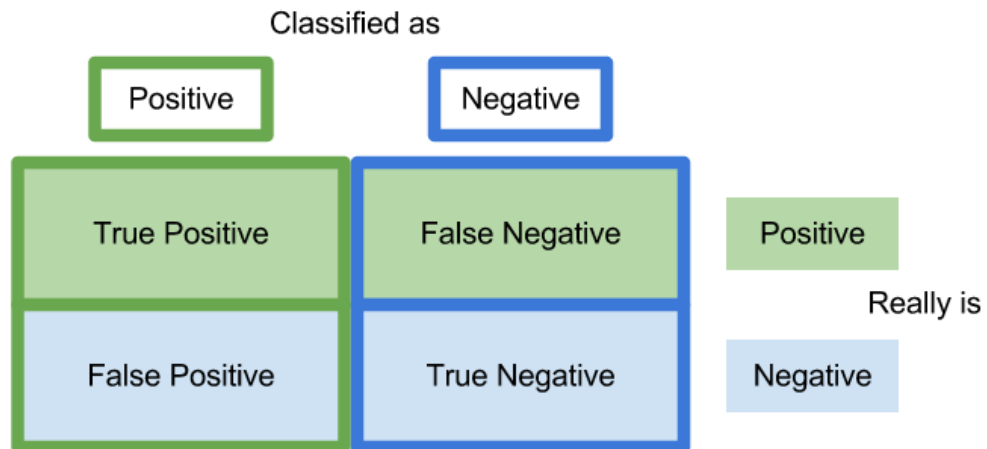 Classified as
Positive
Negative
True Positive
False Negative
Positive
Really is
False Positive
True Negative
Negative